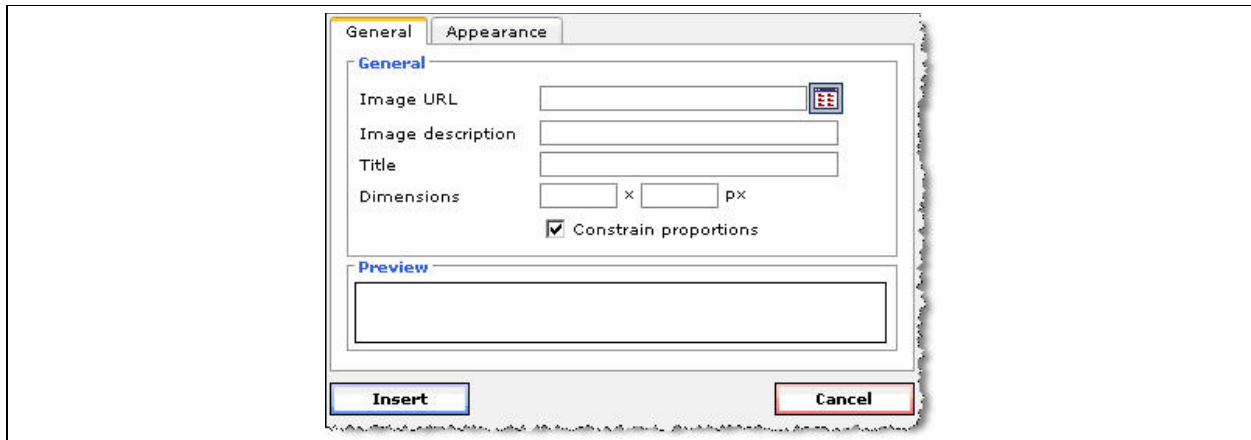 General Appearance
General
Image URL
Image description
Title
Dimensions x px
Constrain proportions
Preview
Insert Cancel